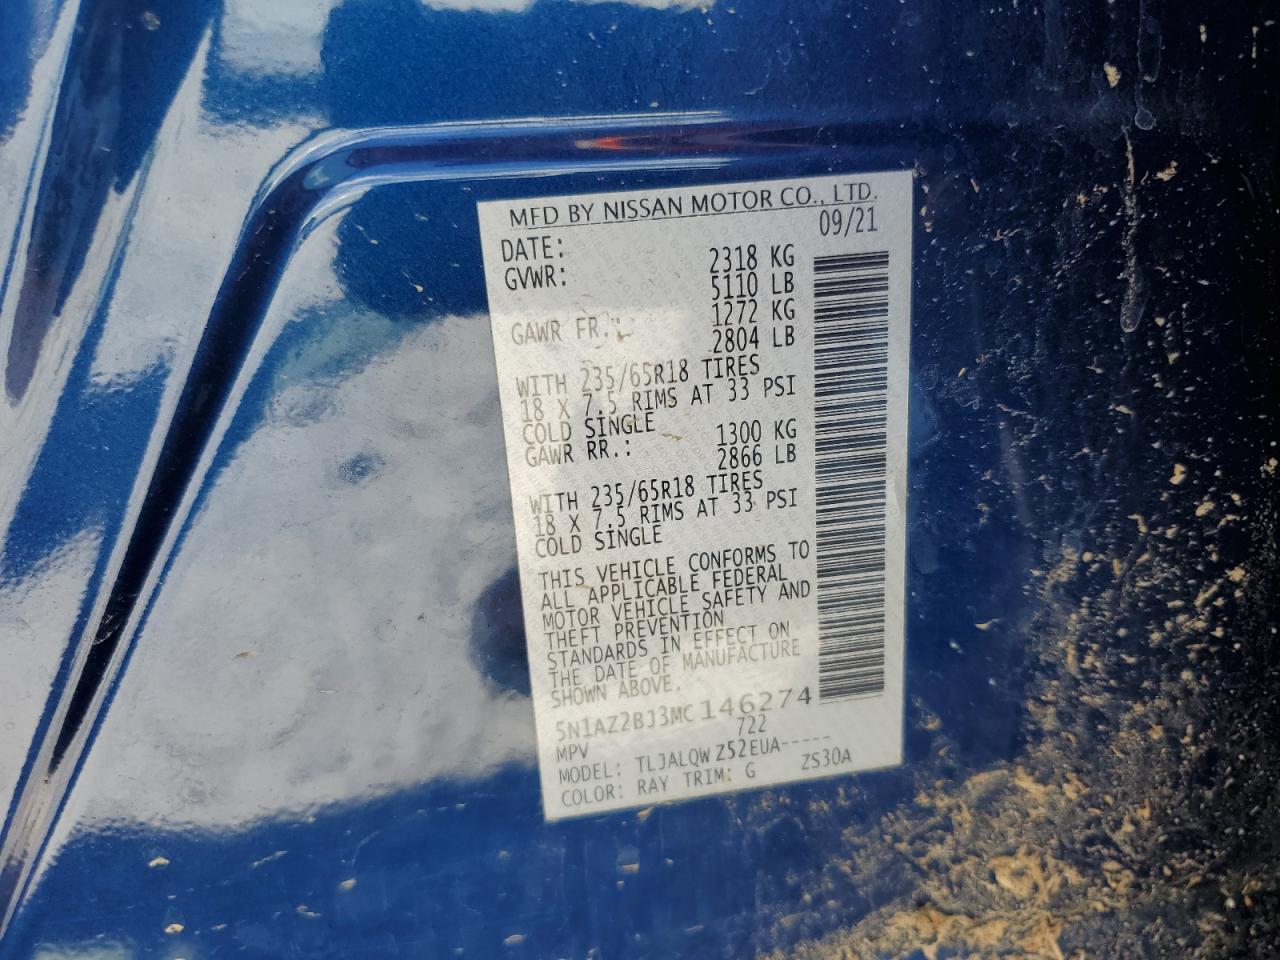 MFD BY NISSAN MOTOR CO., LTD.
DATE: 09/21
GVWR: 2318 KG
5110 LB
GAWR FR.: 1272 KG
2804 LB
WITH 235/65R18 TIRES
18 X 7.5 RIMS AT 33 PSI
COLD SINGLE
GAWR RR.: 1300 KG
2866 LB
WITH 235/65R18 TIRES
18 X 7.5 RIMS AT 33 PSI
COLD SINGLE
THIS VEHICLE CONFORMS TO
ALL APPLICABLE FEDERAL
MOTOR VEHICLE SAFETY AND
THEFT PREVENTION
STANDARDS IN EFFECT ON
THE DATE OF MANUFACTURE
SHOWN ABOVE.
5N1AZ2BJ3MC146274
MPV 722
MODEL: TLJALQWZ52EUA-----
COLOR: RAY TRIM: G ZS30A